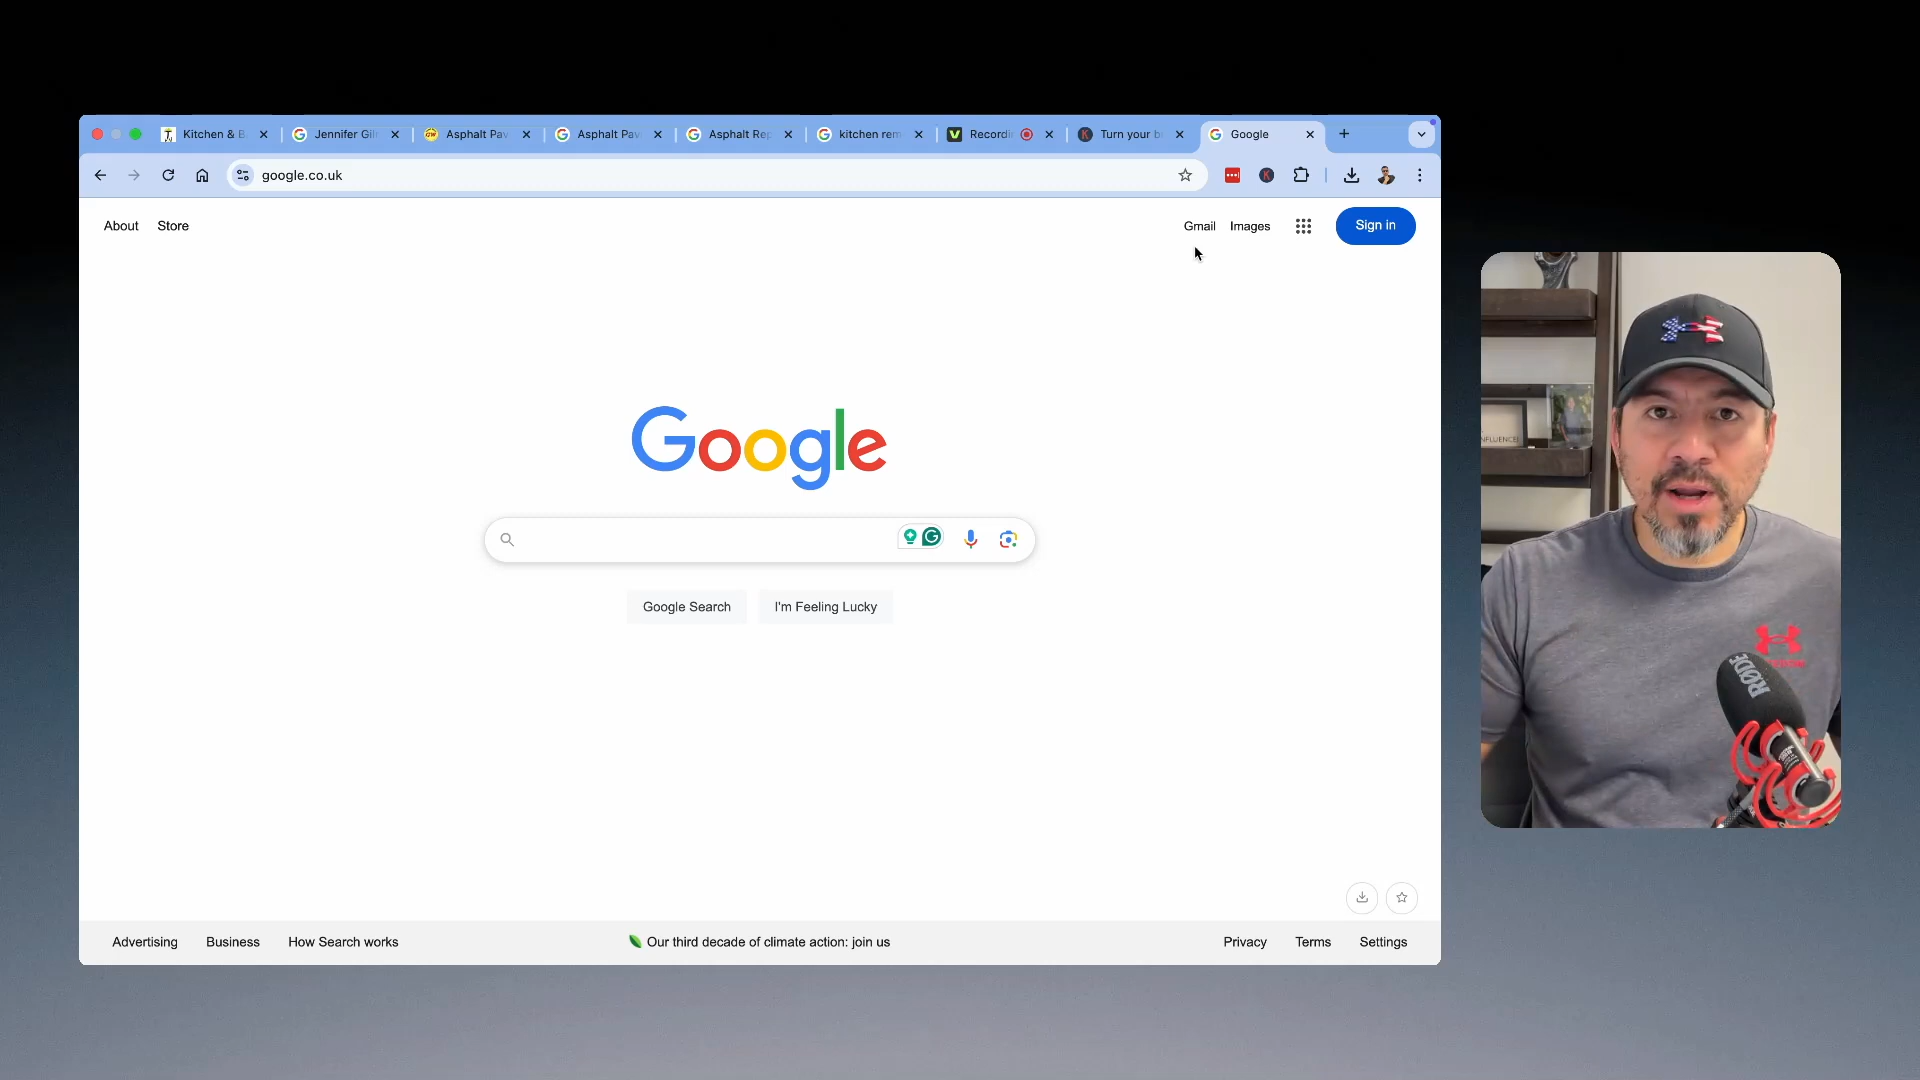 Kitchen & B
Jennifer Gil
Asphalt Pav
Asphalt Pav
Asphalt Rep
kitchen rem
Recordin
Turn your b
Google
google.co.uk
About
Store
Gmail
Images
Sign in
Google
Google Search
I'm Feeling Lucky
Advertising
Business
How Search works
Our third decade of climate action: join us
Privacy
Terms
Settings
RØDE